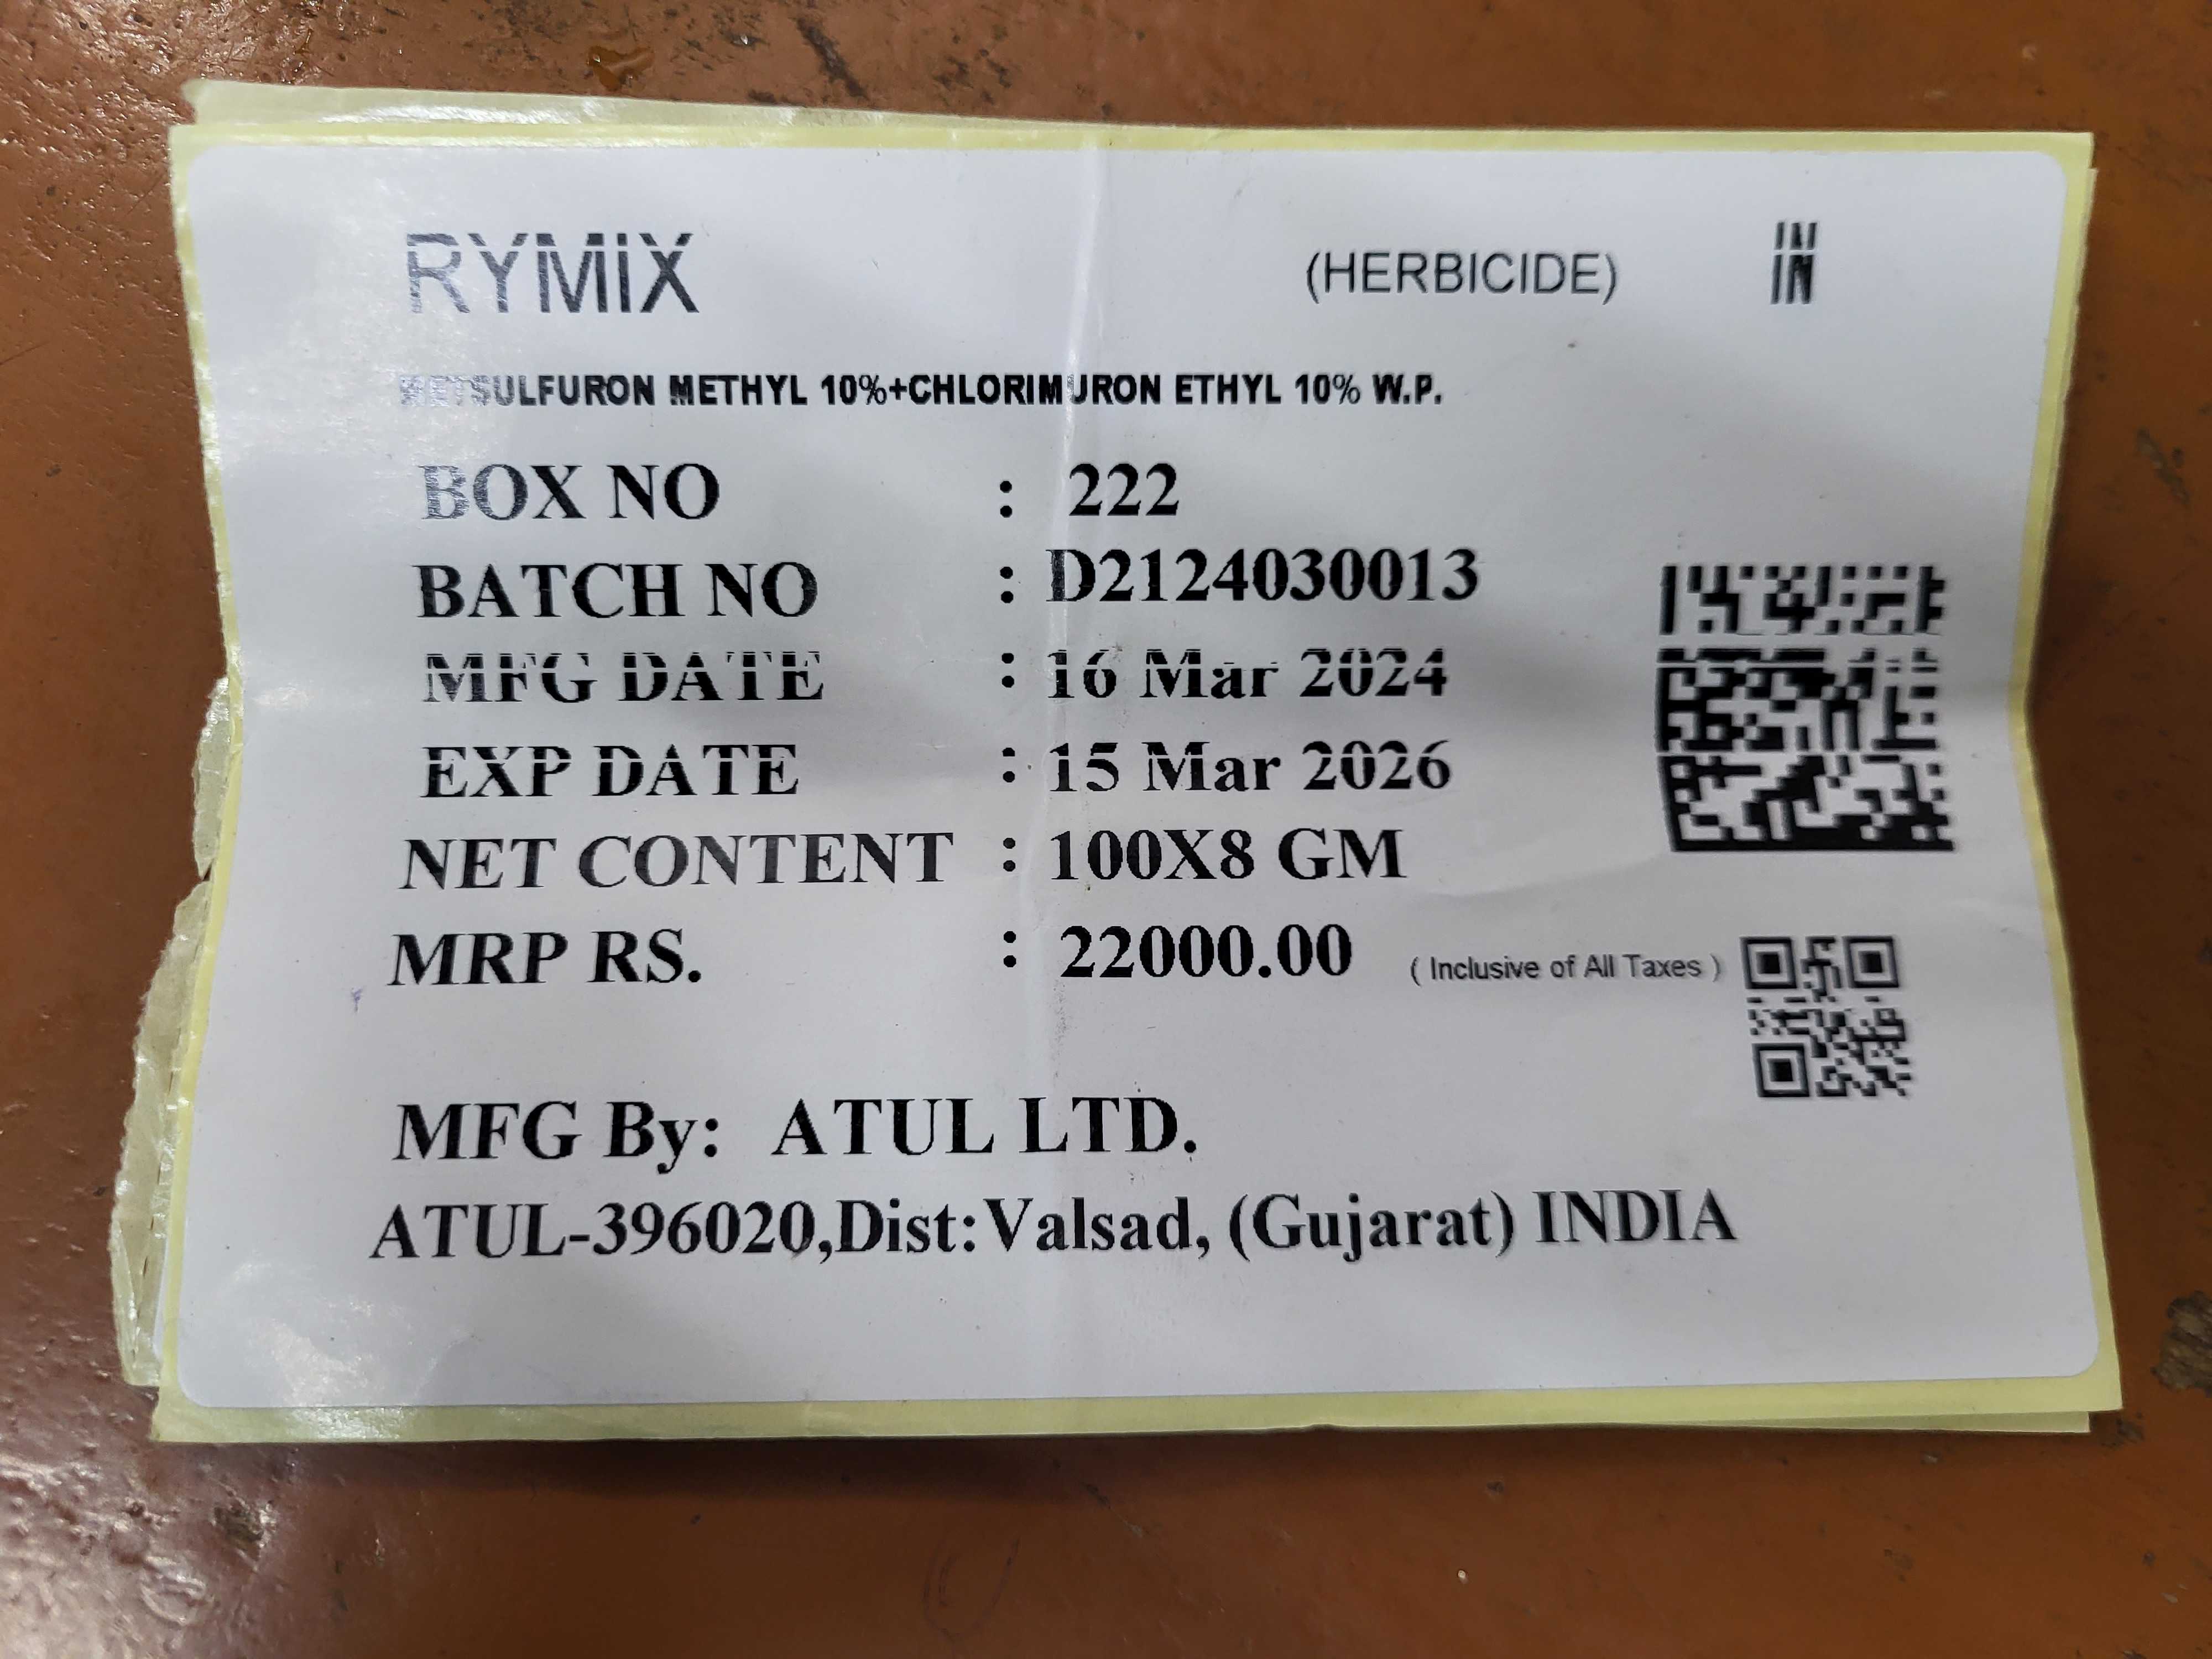 RYMIX (HERBICIDE) IN
METSULFURON METHYL 10%+CHLORIMURON ETHYL 10% W.P.
BOX NO : 222
BATCH NO : D2124030013
MFG DATE : 16 Mar 2024
EXP DATE : 15 Mar 2026
NET CONTENT : 100X8 GM
MRP RS. : 22000.00 ( Inclusive of All Taxes )
MFG By: ATUL LTD.
ATUL-396020,Dist:Valsad, (Gujarat) INDIA